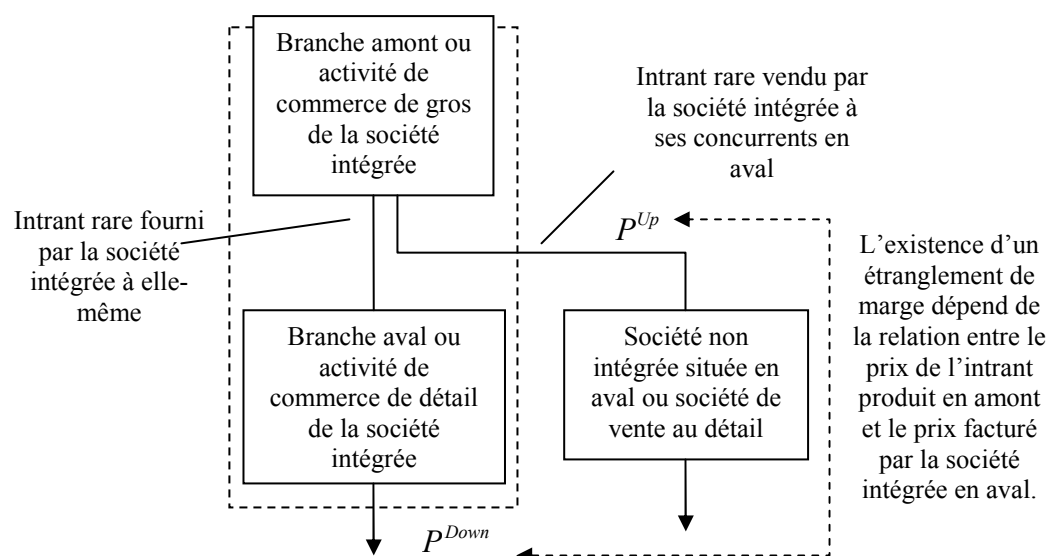 Branche amont ou
activité de
commerce de gros
de la société
intégrée
Intrant rare vendu par
la société intégrée à
ses concurrents en
aval
Intrant rare fourni
par la société
intégrée à elle-
même
P^Up
L’existence d’un
étranglement de
marge dépend de
la relation entre le
prix de l’intrant
produit en amont
et le prix facturé
par la société
intégrée en aval.
Branche aval ou
activité de
commerce de détail
de la société
intégrée
Société non
intégrée située en
aval ou société de
vente au détail
P^Down